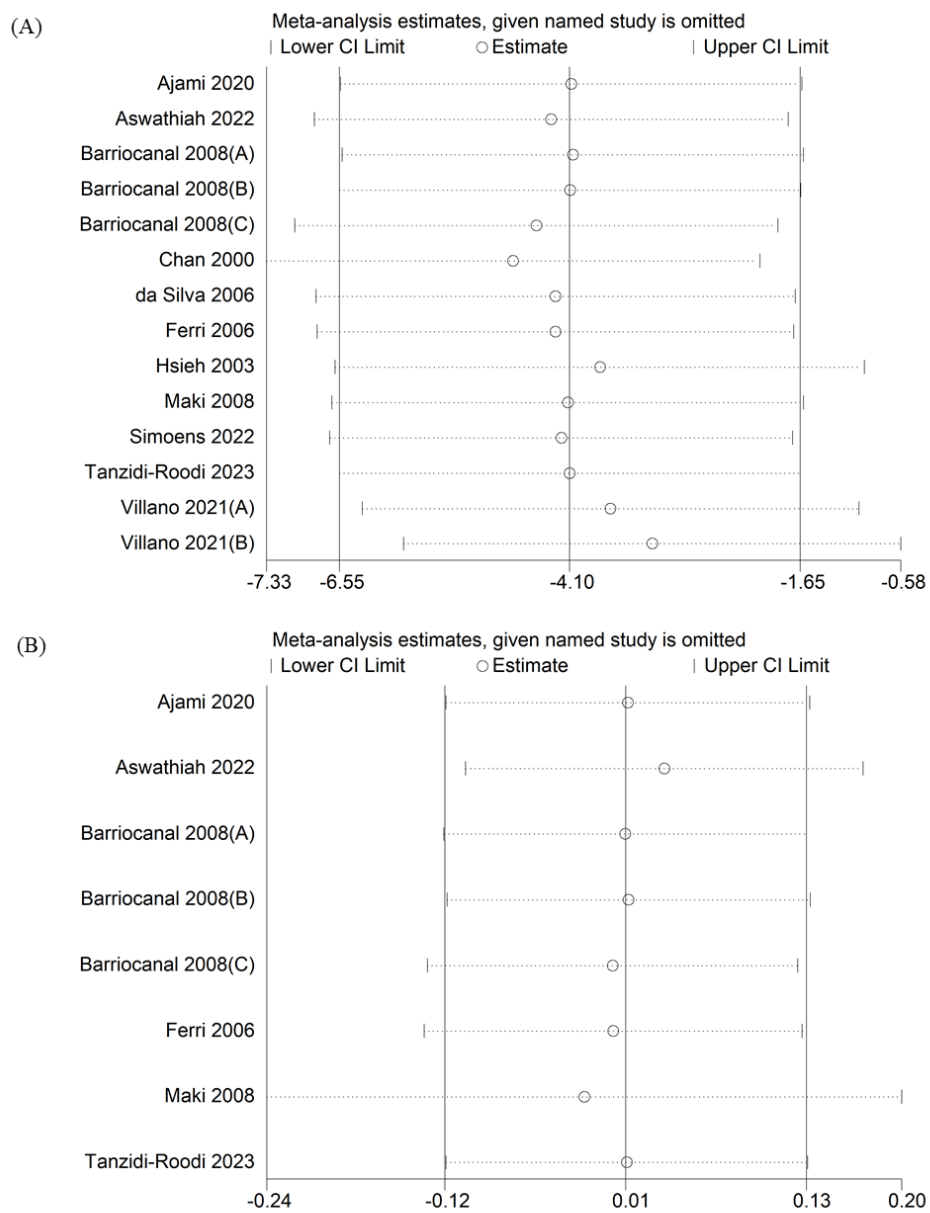 (A)
Meta-analysis estimates, given named study is omitted
Lower CI Limit Estimate Upper CI Limit
Ajami 2020
Aswathiah 2022
Barriocanal 2008(A)
Barriocanal 2008(B)
Barriocanal 2008(C)
Chan 2000
da Silva 2006
Ferri 2006
Hsieh 2003
Maki 2008
Simoens 2022
Tanzidi-Roodi 2023
Villano 2021(A)
Villano 2021(B)
-7.33 -6.55 -4.10 -1.65 -0.58
(B)
Meta-analysis estimates, given named study is omitted
Lower CI Limit Estimate Upper CI Limit
Ajami 2020
Aswathiah 2022
Barriocanal 2008(A)
Barriocanal 2008(B)
Barriocanal 2008(C)
Ferri 2006
Maki 2008
Tanzidi-Roodi 2023
-0.24 -0.12 0.01 0.13 0.20